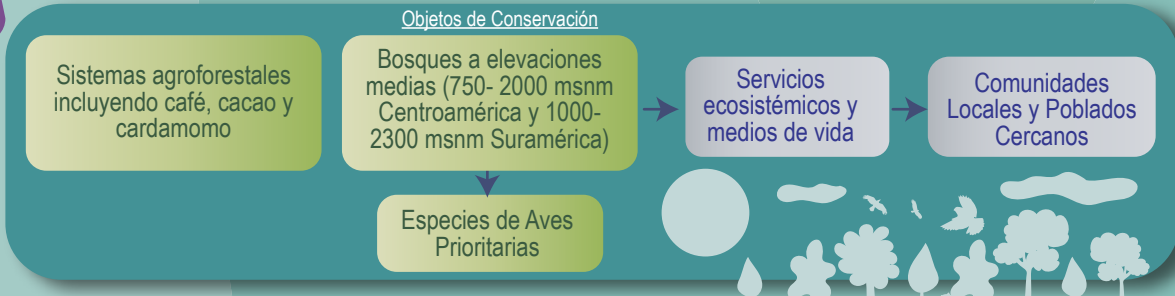 Objetos de Conservación
Sistemas agroforestales
incluyendo café, cacao y
cardamomo
Bosques a elevaciones
medias (750- 2000 msnm
Centroamérica y 1000-
2300 msnm Suramérica)
Servicios
ecosistémicos y
medios de vida
Comunidades
Locales y Poblados
Cercanos
Especies de Aves
Prioritarias